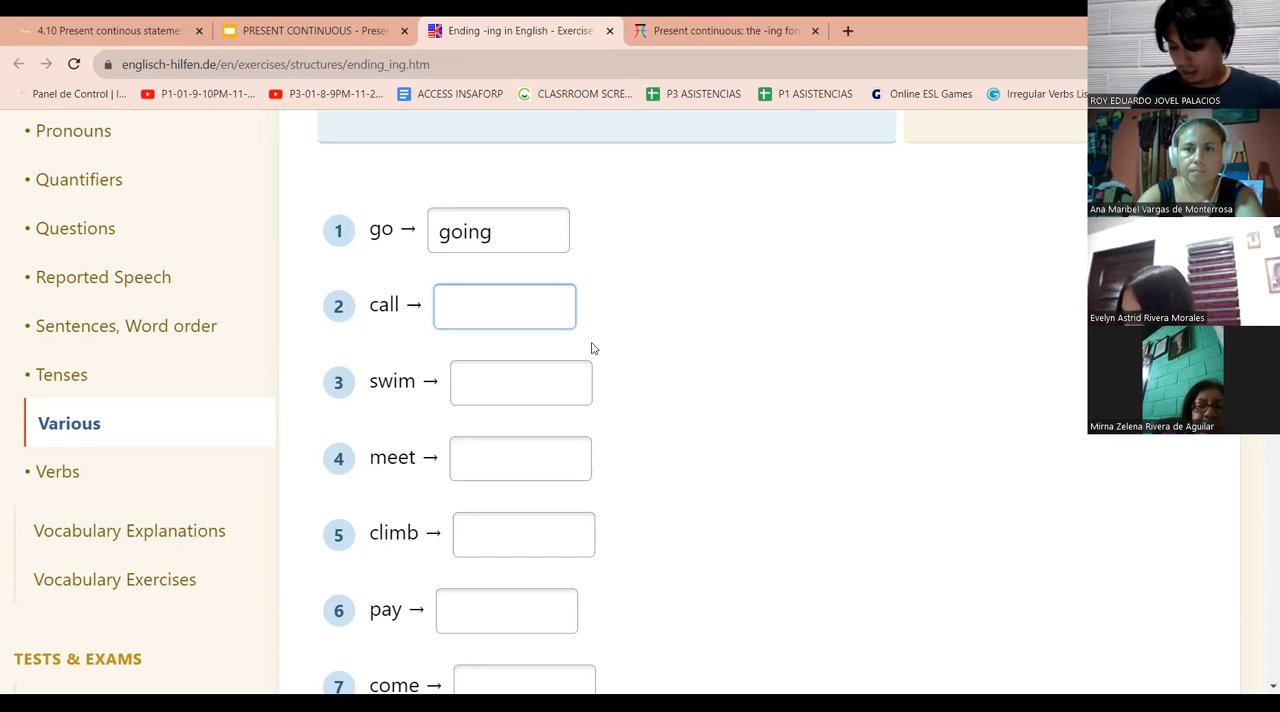 4.10 Present continous stateme
PRESENT CONTINUOUS - Prese
Ending -ing in English - Exercise
Present continuous: the -ing for
englisch-hilfen.de/en/exercises/structures/ending_ing.htm
Panel de Control | I...
P1-01-9-10PM-11-...
P3-01-8-9PM-11-2...
ACCESS INSAFORP
CLASSROOM SCRE...
P3 ASISTENCIAS
P1 ASISTENCIAS
Online ESL Games
Irregular Verbs Li
• Pronouns
• Quantifiers
• Questions
• Reported Speech
• Sentences, Word order
• Tenses
Various
• Verbs
Vocabulary Explanations
Vocabulary Exercises
TESTS & EXAMS
1 go → going
2 call →
3 swim →
4 meet →
5 climb →
6 pay →
7 come →
ROY EDUARDO JOVEL PALACIOS
Ana Maribel Vargas de Monterrosa
Evelyn Astrid Rivera Morales
Mirna Zelena Rivera de Aguilar